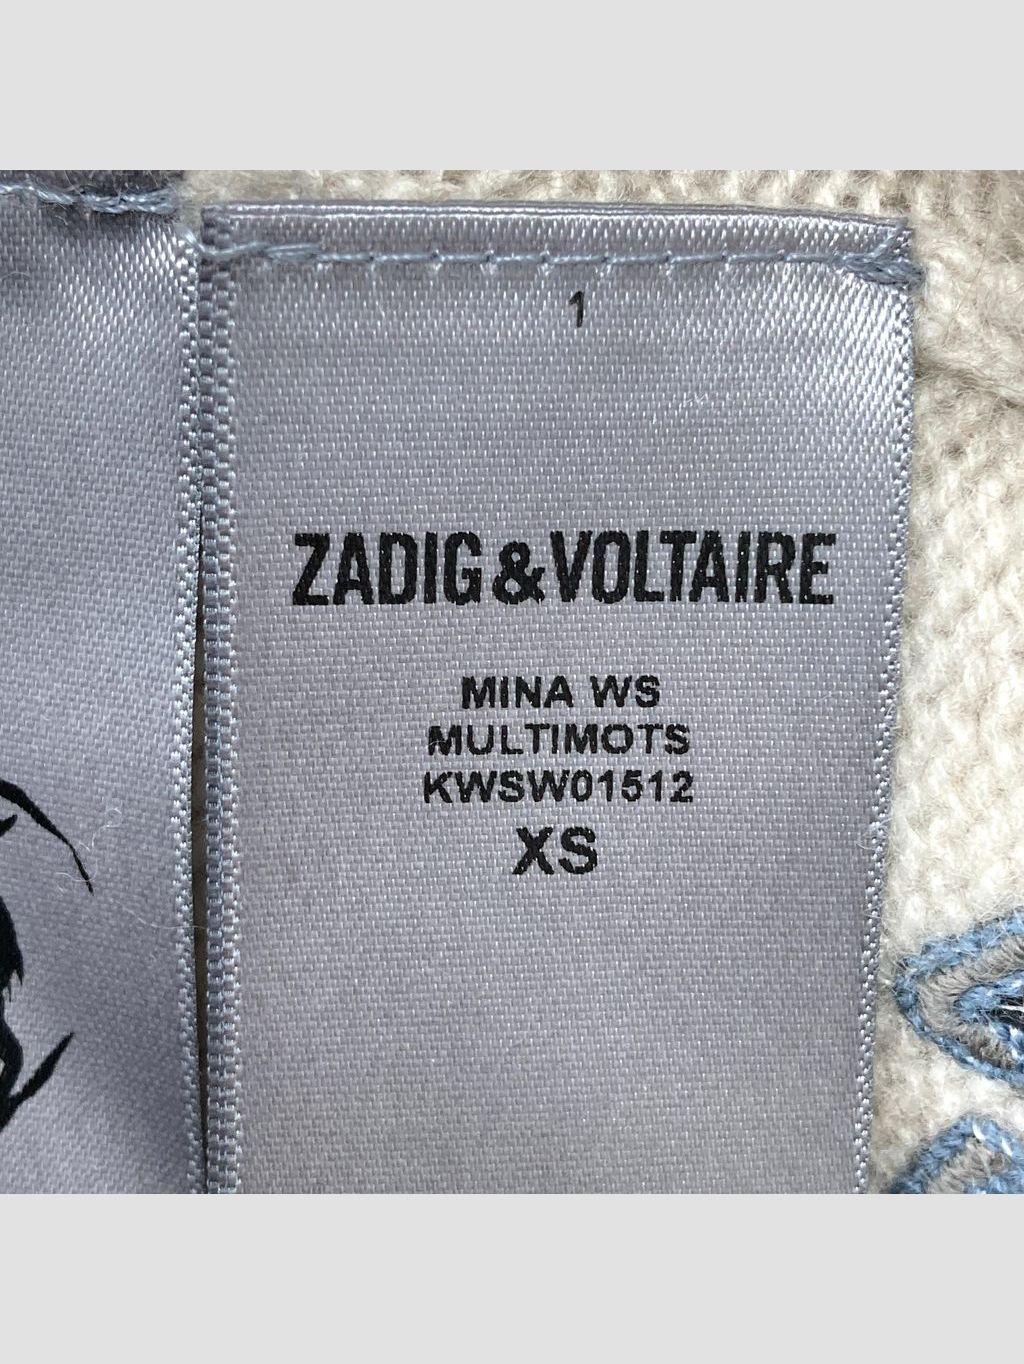 1
ZADIG&VOLTAIRE
MINA WS
MULTIMOTS
KWSW01512
XS